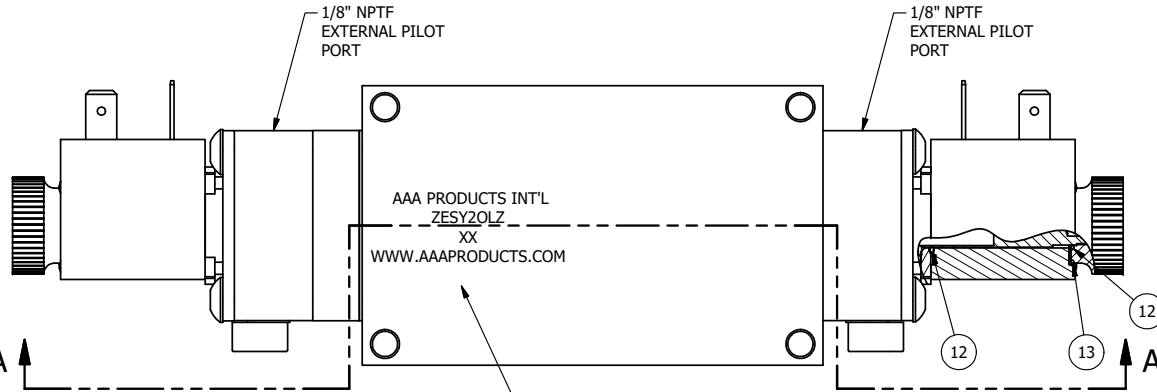 1/8" NPTF
EXTERNAL PILOT
PORT
1/8" NPTF
EXTERNAL PILOT
PORT
AAA PRODUCTS INT'L
ZESY2OLZ
XX
WWW.AAAPRODUCTS.COM
12
12
13
A
A